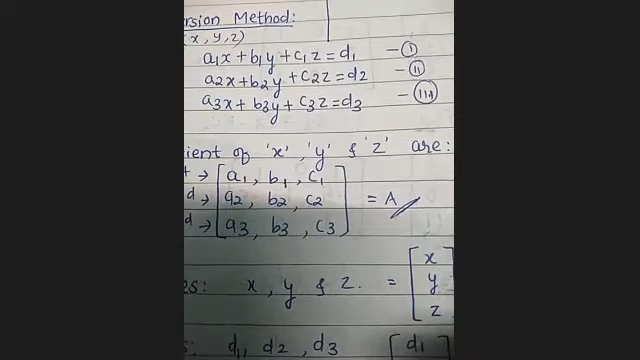 rsion Method:
(x, y, z)
a1x + b1y + c1z = d1 — (I)
a2x + b2y + c2z = d2 — (II)
a3x + b3y + c3z = d3 — (III)
cient of 'x', 'y' & 'z' are:
t → [ a1, b1, c1
d → a2, b2, c2 ] = A
d → a3, b3, c3
es: x, y & z. = [ x
y
z
s: d1, d2, d3 [ d1 ]